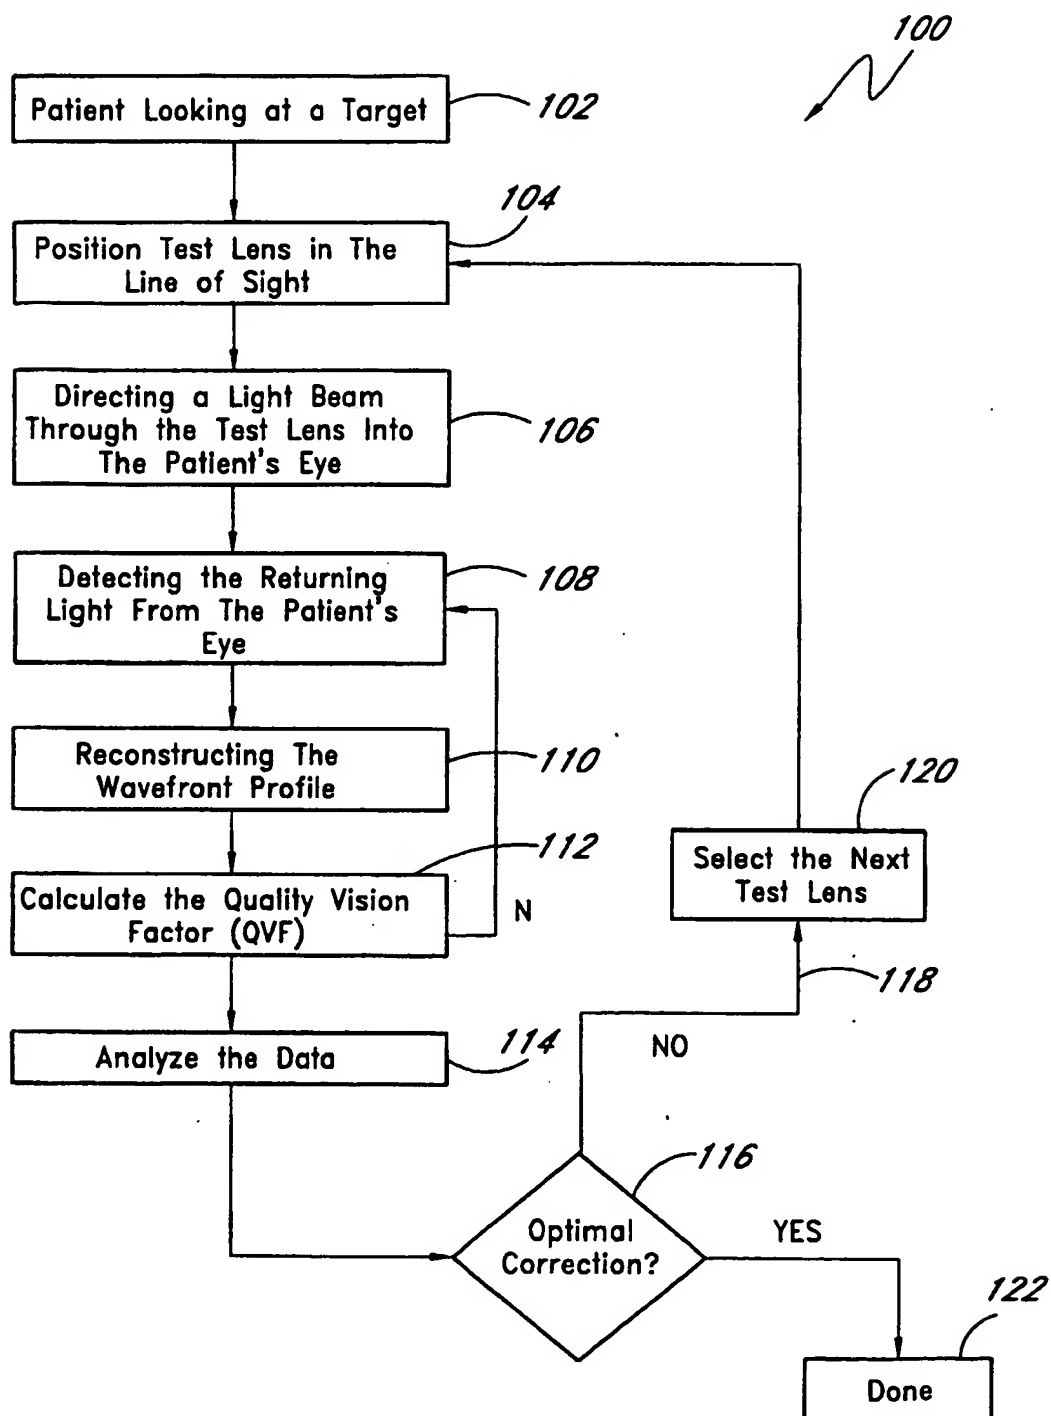 100
Patient Looking at a Target
102
104
Position Test Lens in The
Line of Sight
Directing a Light Beam
Through the Test Lens Into
The Patient's Eye
106
Detecting the Returning
Light From The Patient's
Eye
108
Reconstructing The
Wavefront Profile
110
120
Select the Next
Test Lens
112
Calculate the Quality Vision
Factor (QVF)
N
118
Analyze the Data
114
NO
116
Optimal
Correction?
YES
122
Done